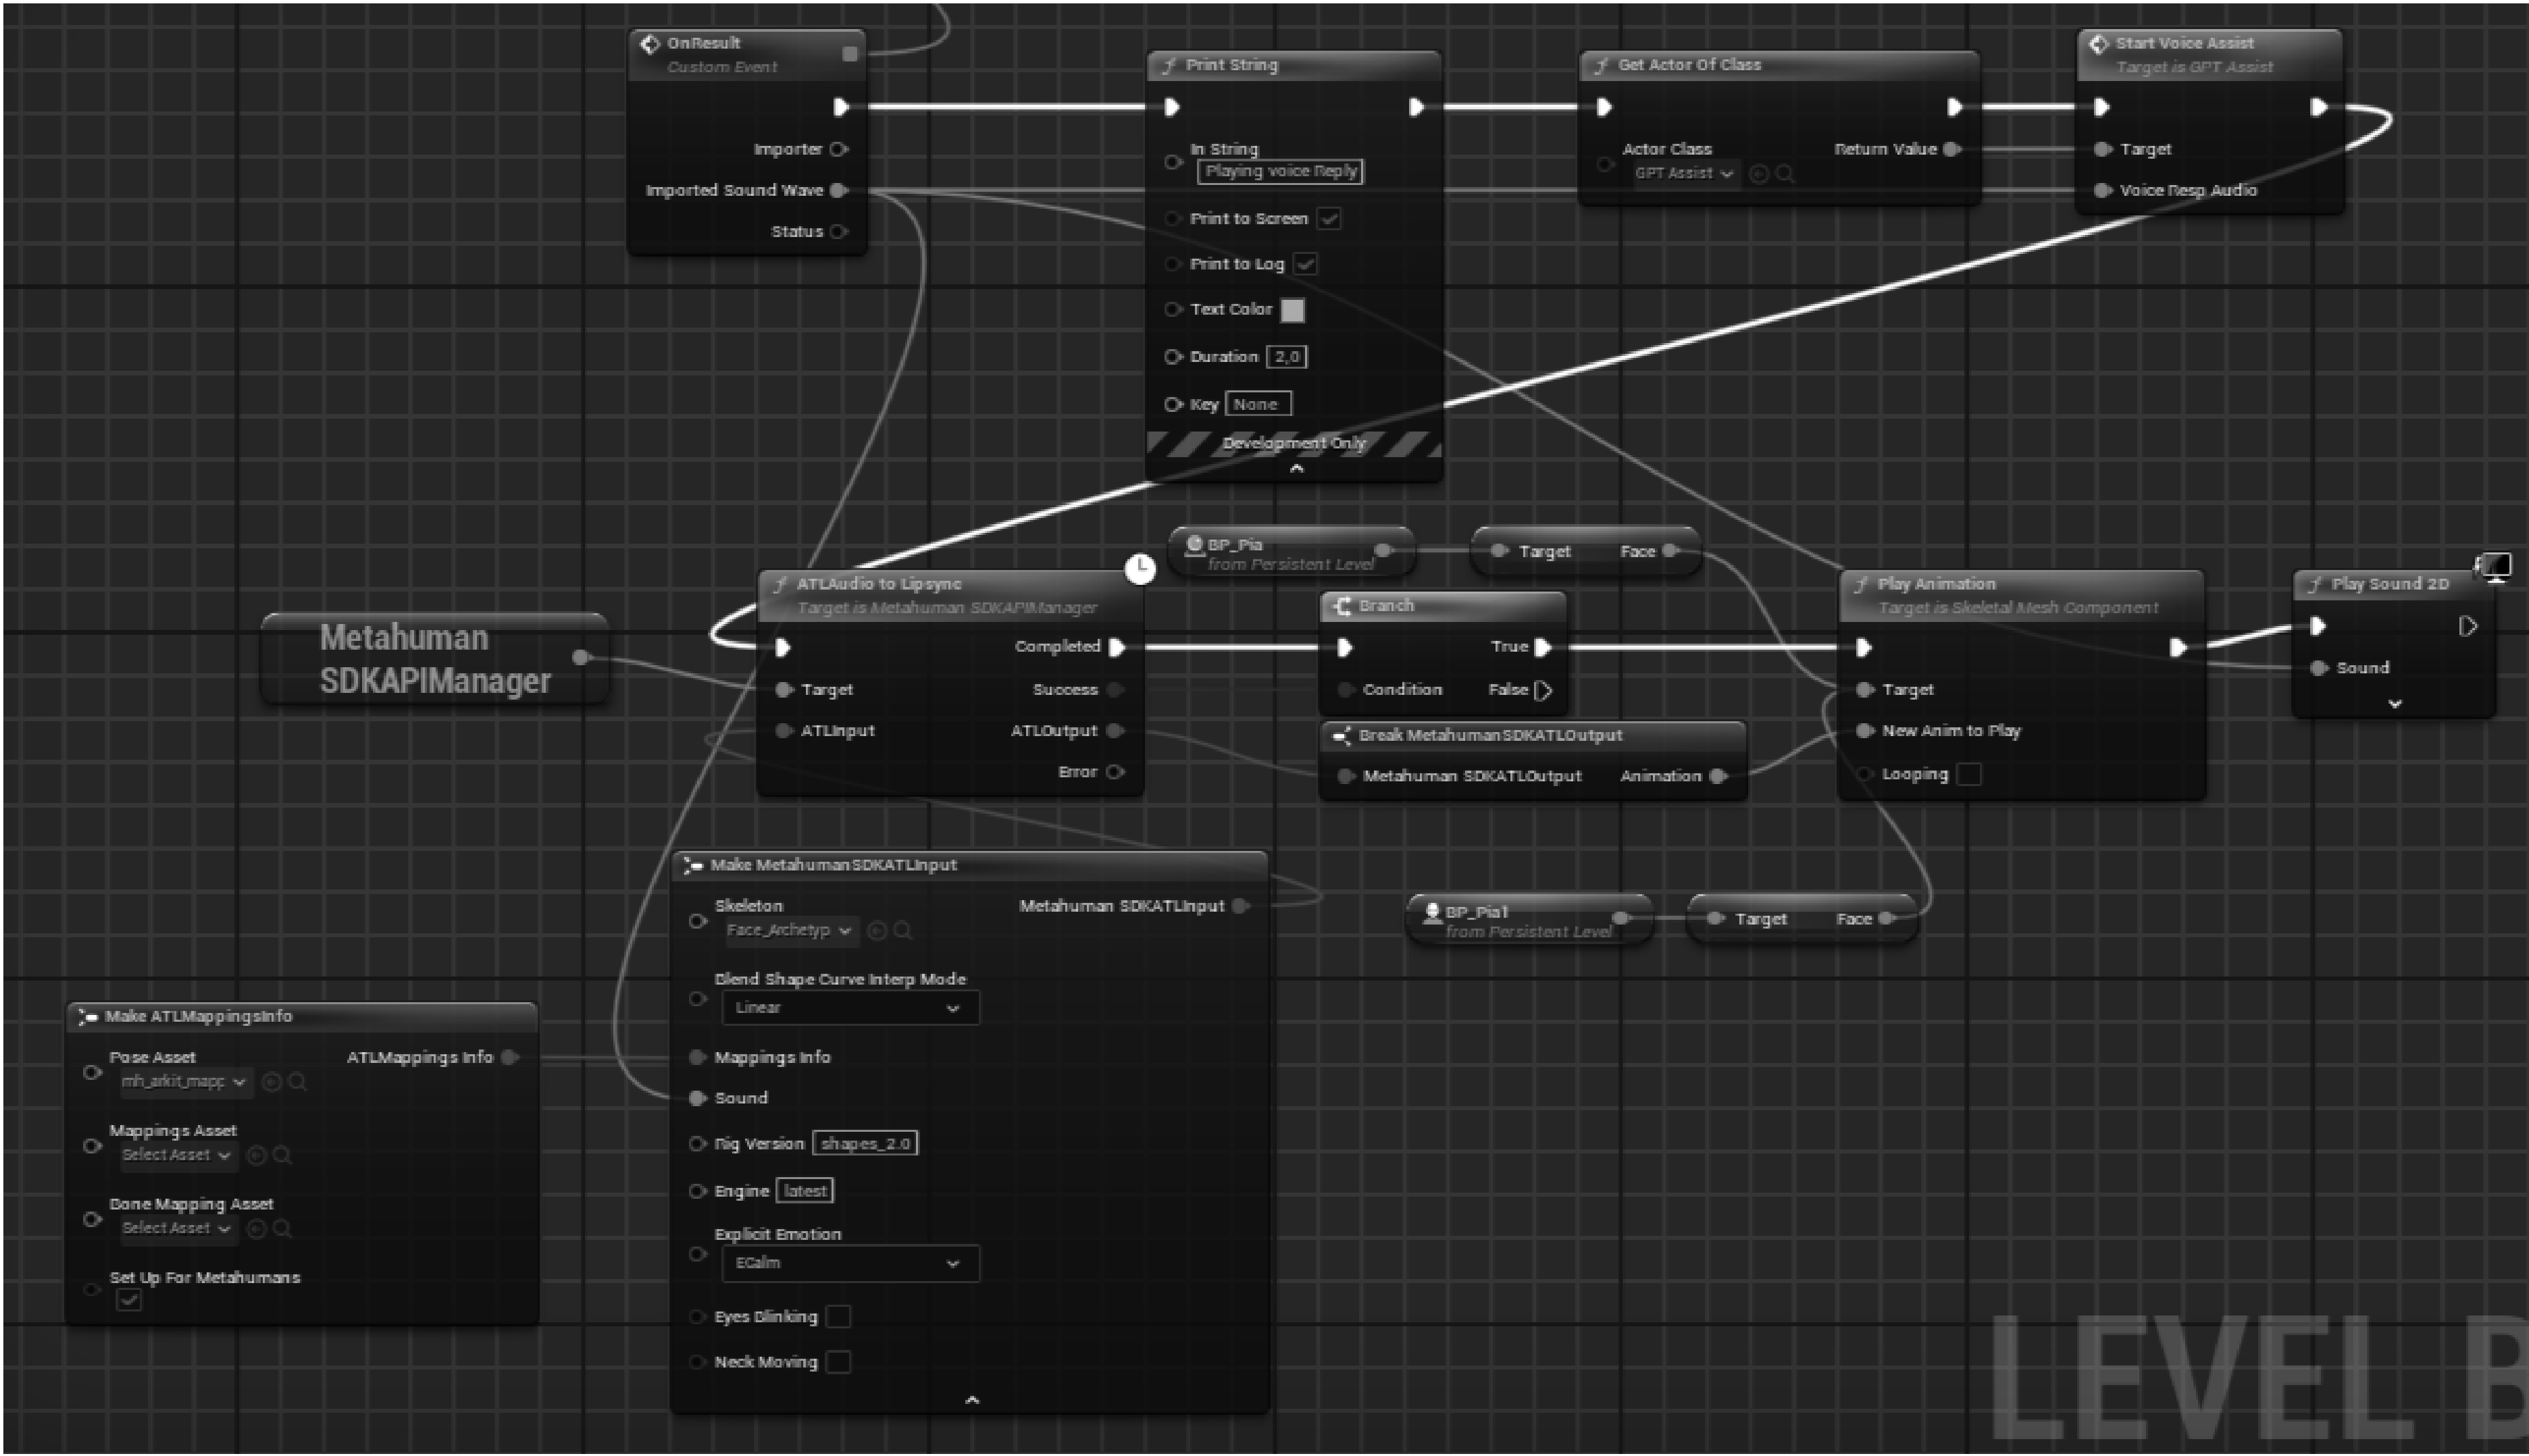 OnResult
Custom Event
Importer
Imported Sound Wave
Status
Print String
In String
Playing voice Reply
Print to Screen
Print to Log
Text Color
Duration 2,0
Key None
Development Only
Get Actor Of Class
Actor Class
GPT Assist
Return Value
Start Voice Assist
Target is GPT Assist
Target
Voice Resp Audio
Metahuman
SDKAPIManager
ATLAudio to Lipsync
Target is Metahuman SDKAPIManager
Completed
Target Success
ATLInput ATLOutput
Error
BP_Pia
from Persistent Level
Target Face
Branch
True
Condition False
Break MetahumanSDKATLOutput
Metahuman SDKATLOutput Animation
Play Animation
Target is Skeletal Mesh Component
Target
New Anim to Play
Looping
Play Sound 2D
Sound
Make MetahumanSDKATLInput
Skeleton Metahuman SDKATLInput
Face_Archetyp
Blend Shape Curve Interp Mode
Linear
Mappings Info
Sound
Rig Version shapes_2.0
Engine latest
Explicit Emotion
ECalm
Eyes Blinking
Neck Moving
BP_Pia1
from Persistent Level
Target Face
Make ATLMappingsInfo
Pose Asset ATLMappings Info
mh_arkit_mapp
Mappings Asset
Select Asset
Bone Mapping Asset
Select Asset
Set Up For Metahumans
LEVEL B